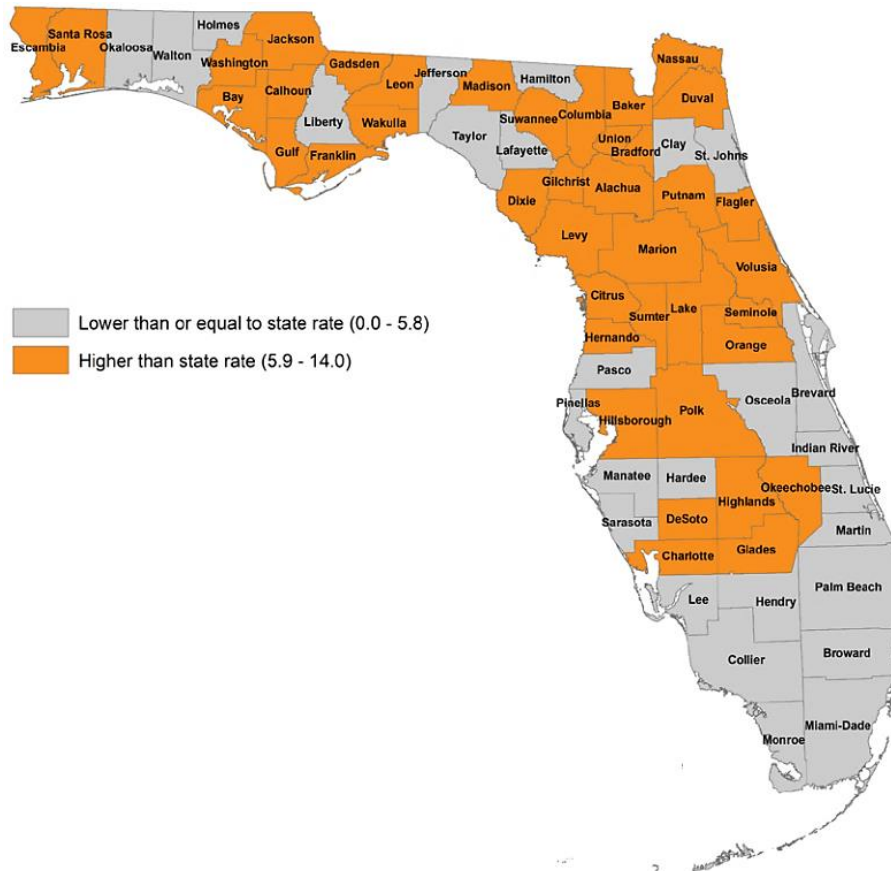 Holmes
Jackson
Santa Rosa
Escambia
Okaloosa
Walton
Washington
Gadsden
Nassau
Jefferson
Hamilton
Leon
Madison
Bay
Calhoun
Baker
Duval
Liberty
Wakulla
Suwannee
Columbia
Taylor
Union
Clay
Lafayette
Bradford
St. Johns
Gulf
Franklin
Gilchrist
Alachua
Putnam
Dixie
Flagler
Levy
Marion
Volusia
Citrus
Lake
Seminole
Sumter
Lower than or equal to state rate (0.0 - 5.8)
Hernando
Orange
Higher than state rate (5.9 - 14.0)
Pasco
Brevard
Osceola
Pinellas
Polk
Hillsborough
Indian River
Manatee
Hardee
Okeechobee
St. Lucie
Highlands
Sarasota
DeSoto
Martin
Charlotte
Glades
Palm Beach
Lee
Hendry
Broward
Collier
Miami-Dade
Monroe